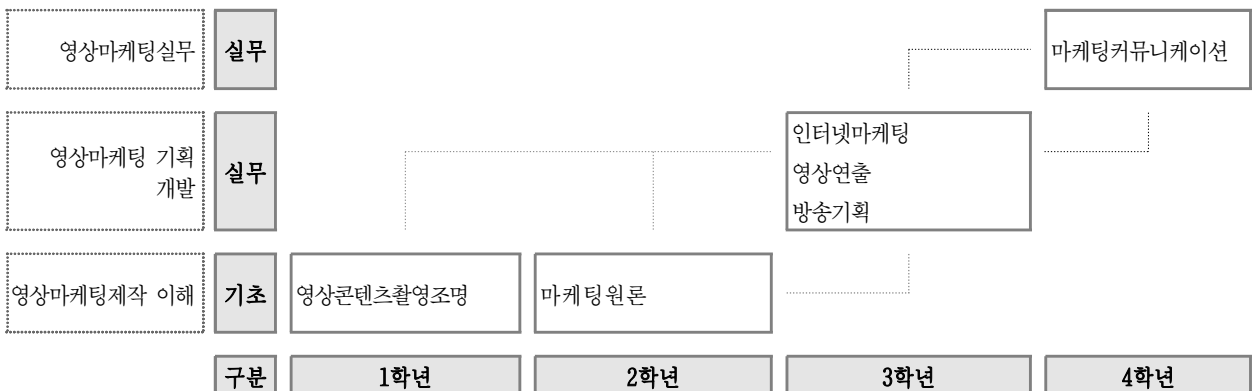 영상마케팅실무 실무 마케팅커뮤니케이션
영상마케팅 기획
개발
실무
인터넷마케팅
영상연출
방송기획
영상마케팅제작 이해 기초 영상콘텐츠촬영조명 마케팅원론
구분 1학년 2학년 3학년 4학년